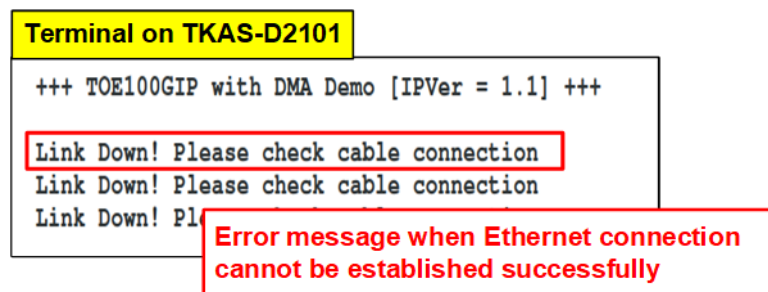 Terminal on TKAS-D2101
+++ TOE100GIP with DMA Demo [IPVer = 1.1] +++
Link Down! Please check cable connection
Link Down! Please check cable connection
Link Down!
Error message when Ethernet connection
cannot be established successfully